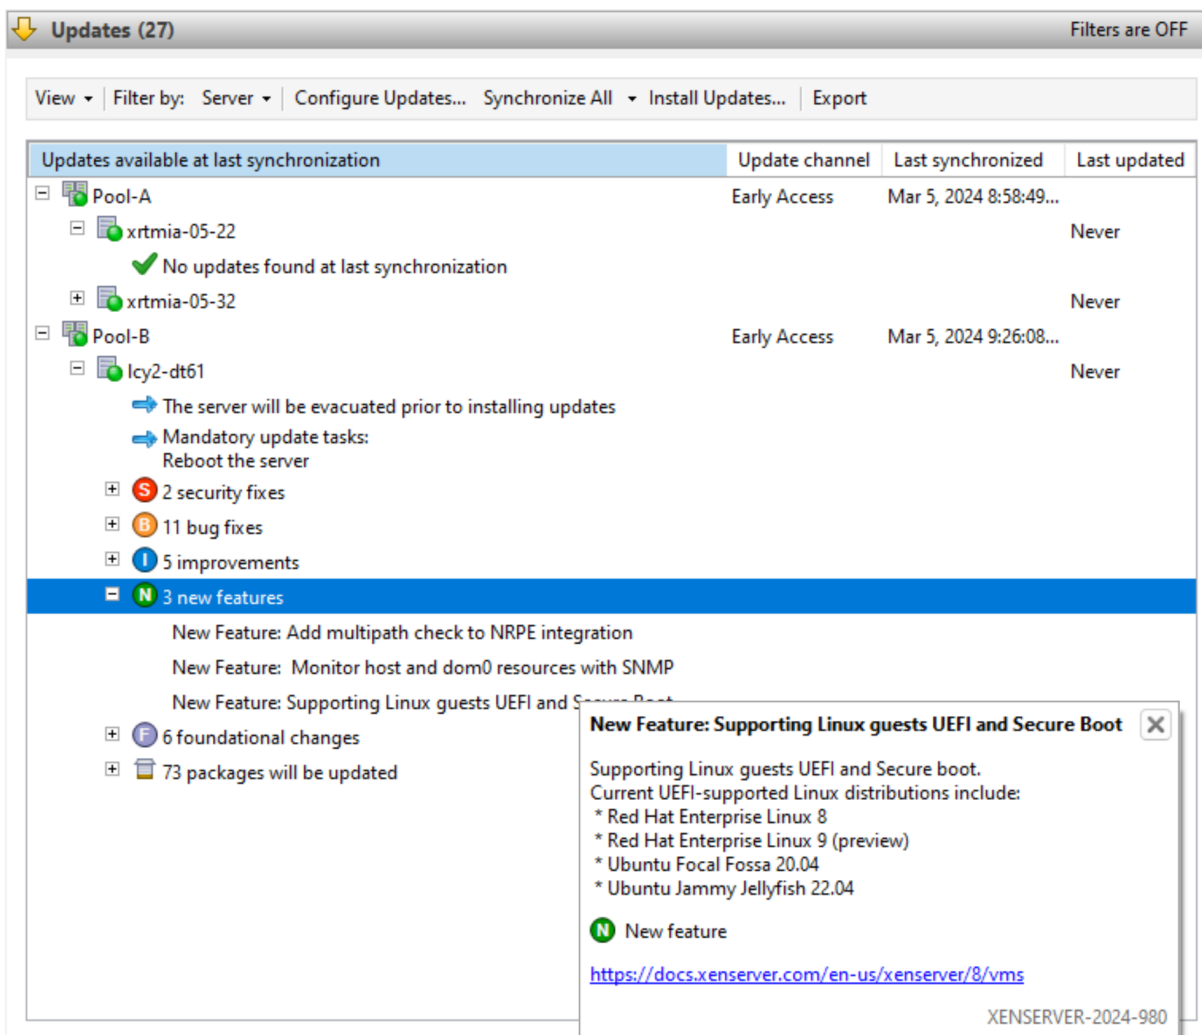 Updates (27) Filters are OFF
View Filter by: Server Configure Updates... Synchronize All Install Updates... Export
Updates available at last synchronization Update channel Last synchronized Last updated
Pool-A Early Access Mar 5, 2024 8:58:49...
xrtmia-05-22 Never
No updates found at last synchronization
xrtmia-05-32 Never
Pool-B Early Access Mar 5, 2024 9:26:08...
lcy2-dt61 Never
The server will be evacuated prior to installing updates
Mandatory update tasks:
Reboot the server
S 2 security fixes
B 11 bug fixes
I 5 improvements
N 3 new features
New Feature: Add multipath check to NRPE integration
New Feature:  Monitor host and dom0 resources with SNMP
New Feature: Supporting Linux guests UEFI and Secure Boot
F 6 foundational changes
73 packages will be updated
New Feature: Supporting Linux guests UEFI and Secure Boot
Supporting Linux guests UEFI and Secure boot.
Current UEFI-supported Linux distributions include:
* Red Hat Enterprise Linux 8
* Red Hat Enterprise Linux 9 (preview)
* Ubuntu Focal Fossa 20.04
* Ubuntu Jammy Jellyfish 22.04
N New feature
https://docs.xenserver.com/en-us/xenserver/8/vms
XENSERVER-2024-980